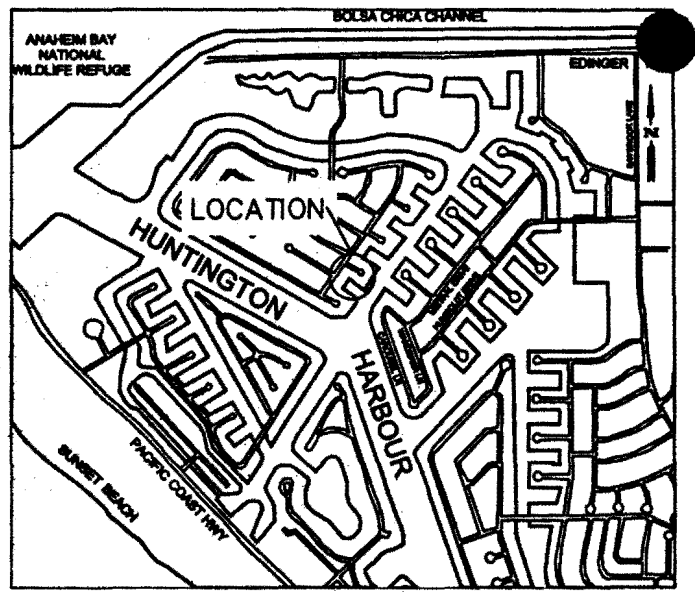 BOLSA CHICA CHANNEL
ANAHEIM BAY
NATIONAL
WILDLIFE REFUGE
EDINGER
N
LOCATION
HUNTINGTON
HARBOUR
SUNSET BEACH
PACIFIC COAST HWY